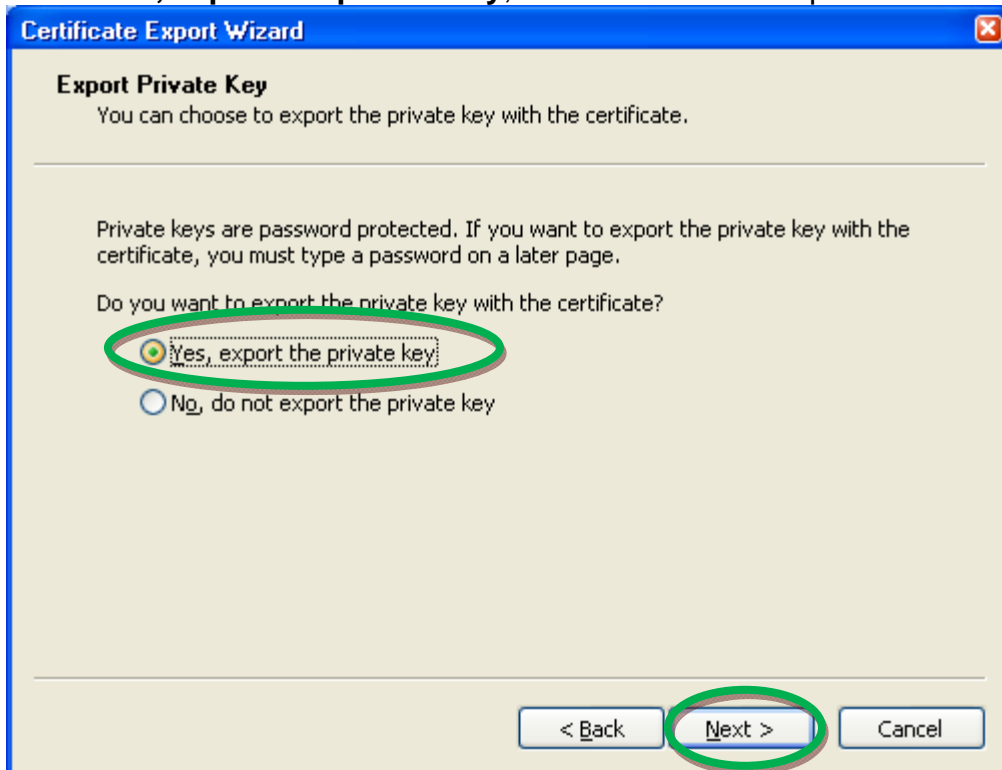 Certificate Export Wizard
Export Private Key
You can choose to export the private key with the certificate.
Private keys are password protected. If you want to export the private key with the
certificate, you must type a password on a later page.
Do you want to export the private key with the certificate?
Yes, export the private key
No, do not export the private key
< Back Next > Cancel